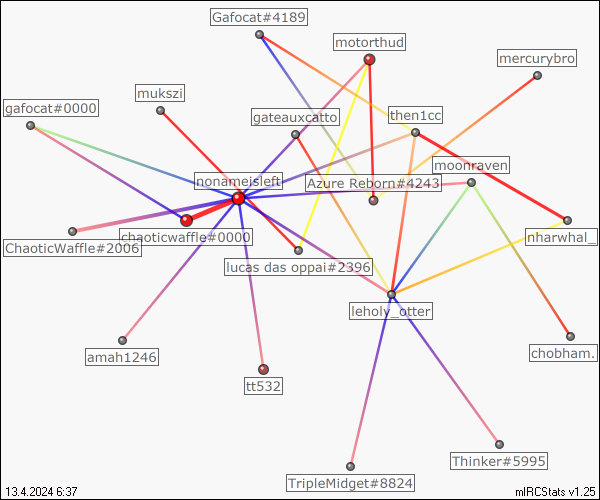 Gafocat#4189
motorthud
mercurybro
mukszi
gafocat#0000
gateauxcatto
then1cc
moonraven
nonameisleft
Azure Reborn#4243
chaoticwaffle#0000
nharwhal_
ChaoticWaffle#2006
lucas das oppai#2396
leholy_otter
amah1246
chobham.
tt532
Thinker#5995
TripleMidget#8824
13.4.2024 6:37
mIRCStats v1.25